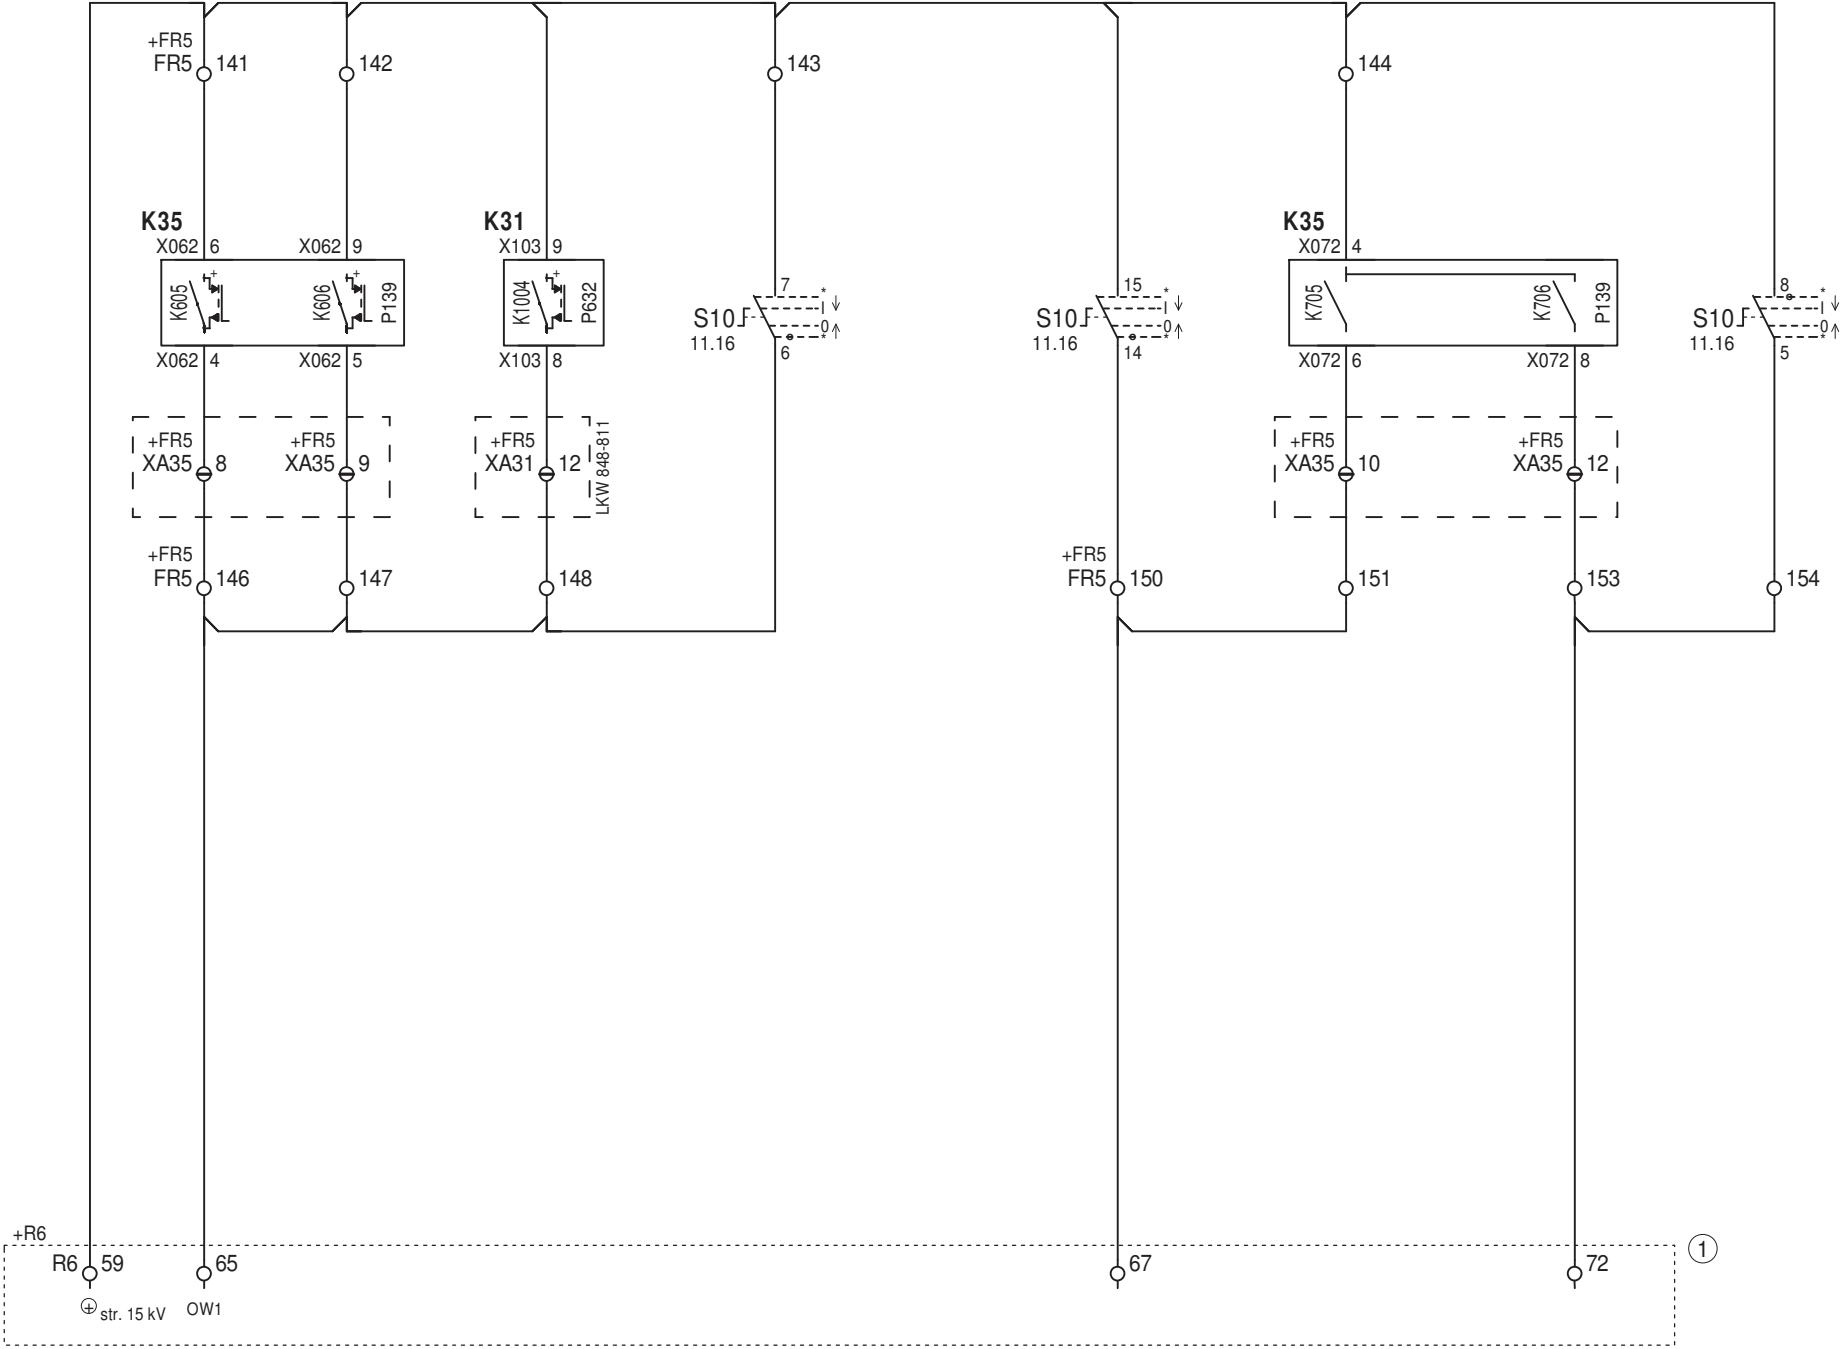 +FR5
FR5 141 142 143 144
K35 K31 K35
X062 6 X062 9 X103 9 X072 4
K605 K606 P139 K1004 P632 K705 K706 P139
7 15 8
S10 S10 S10
11.16 11.16 11.16
* | 0 * * | 0 * * | 0 *
6 14 5
X062 4 X062 5 X103 8 X072 6 X072 8
+FR5 +FR5 +FR5 +FR5 +FR5
XA35 8 XA35 9 XA31 12 XA35 10 XA35 12
LKW 848-811
+FR5 +FR5
FR5 146 147 148 FR5 150 151 153 154
+R6 1
R6 59 65 67 72
+ str. 15 kV OW1